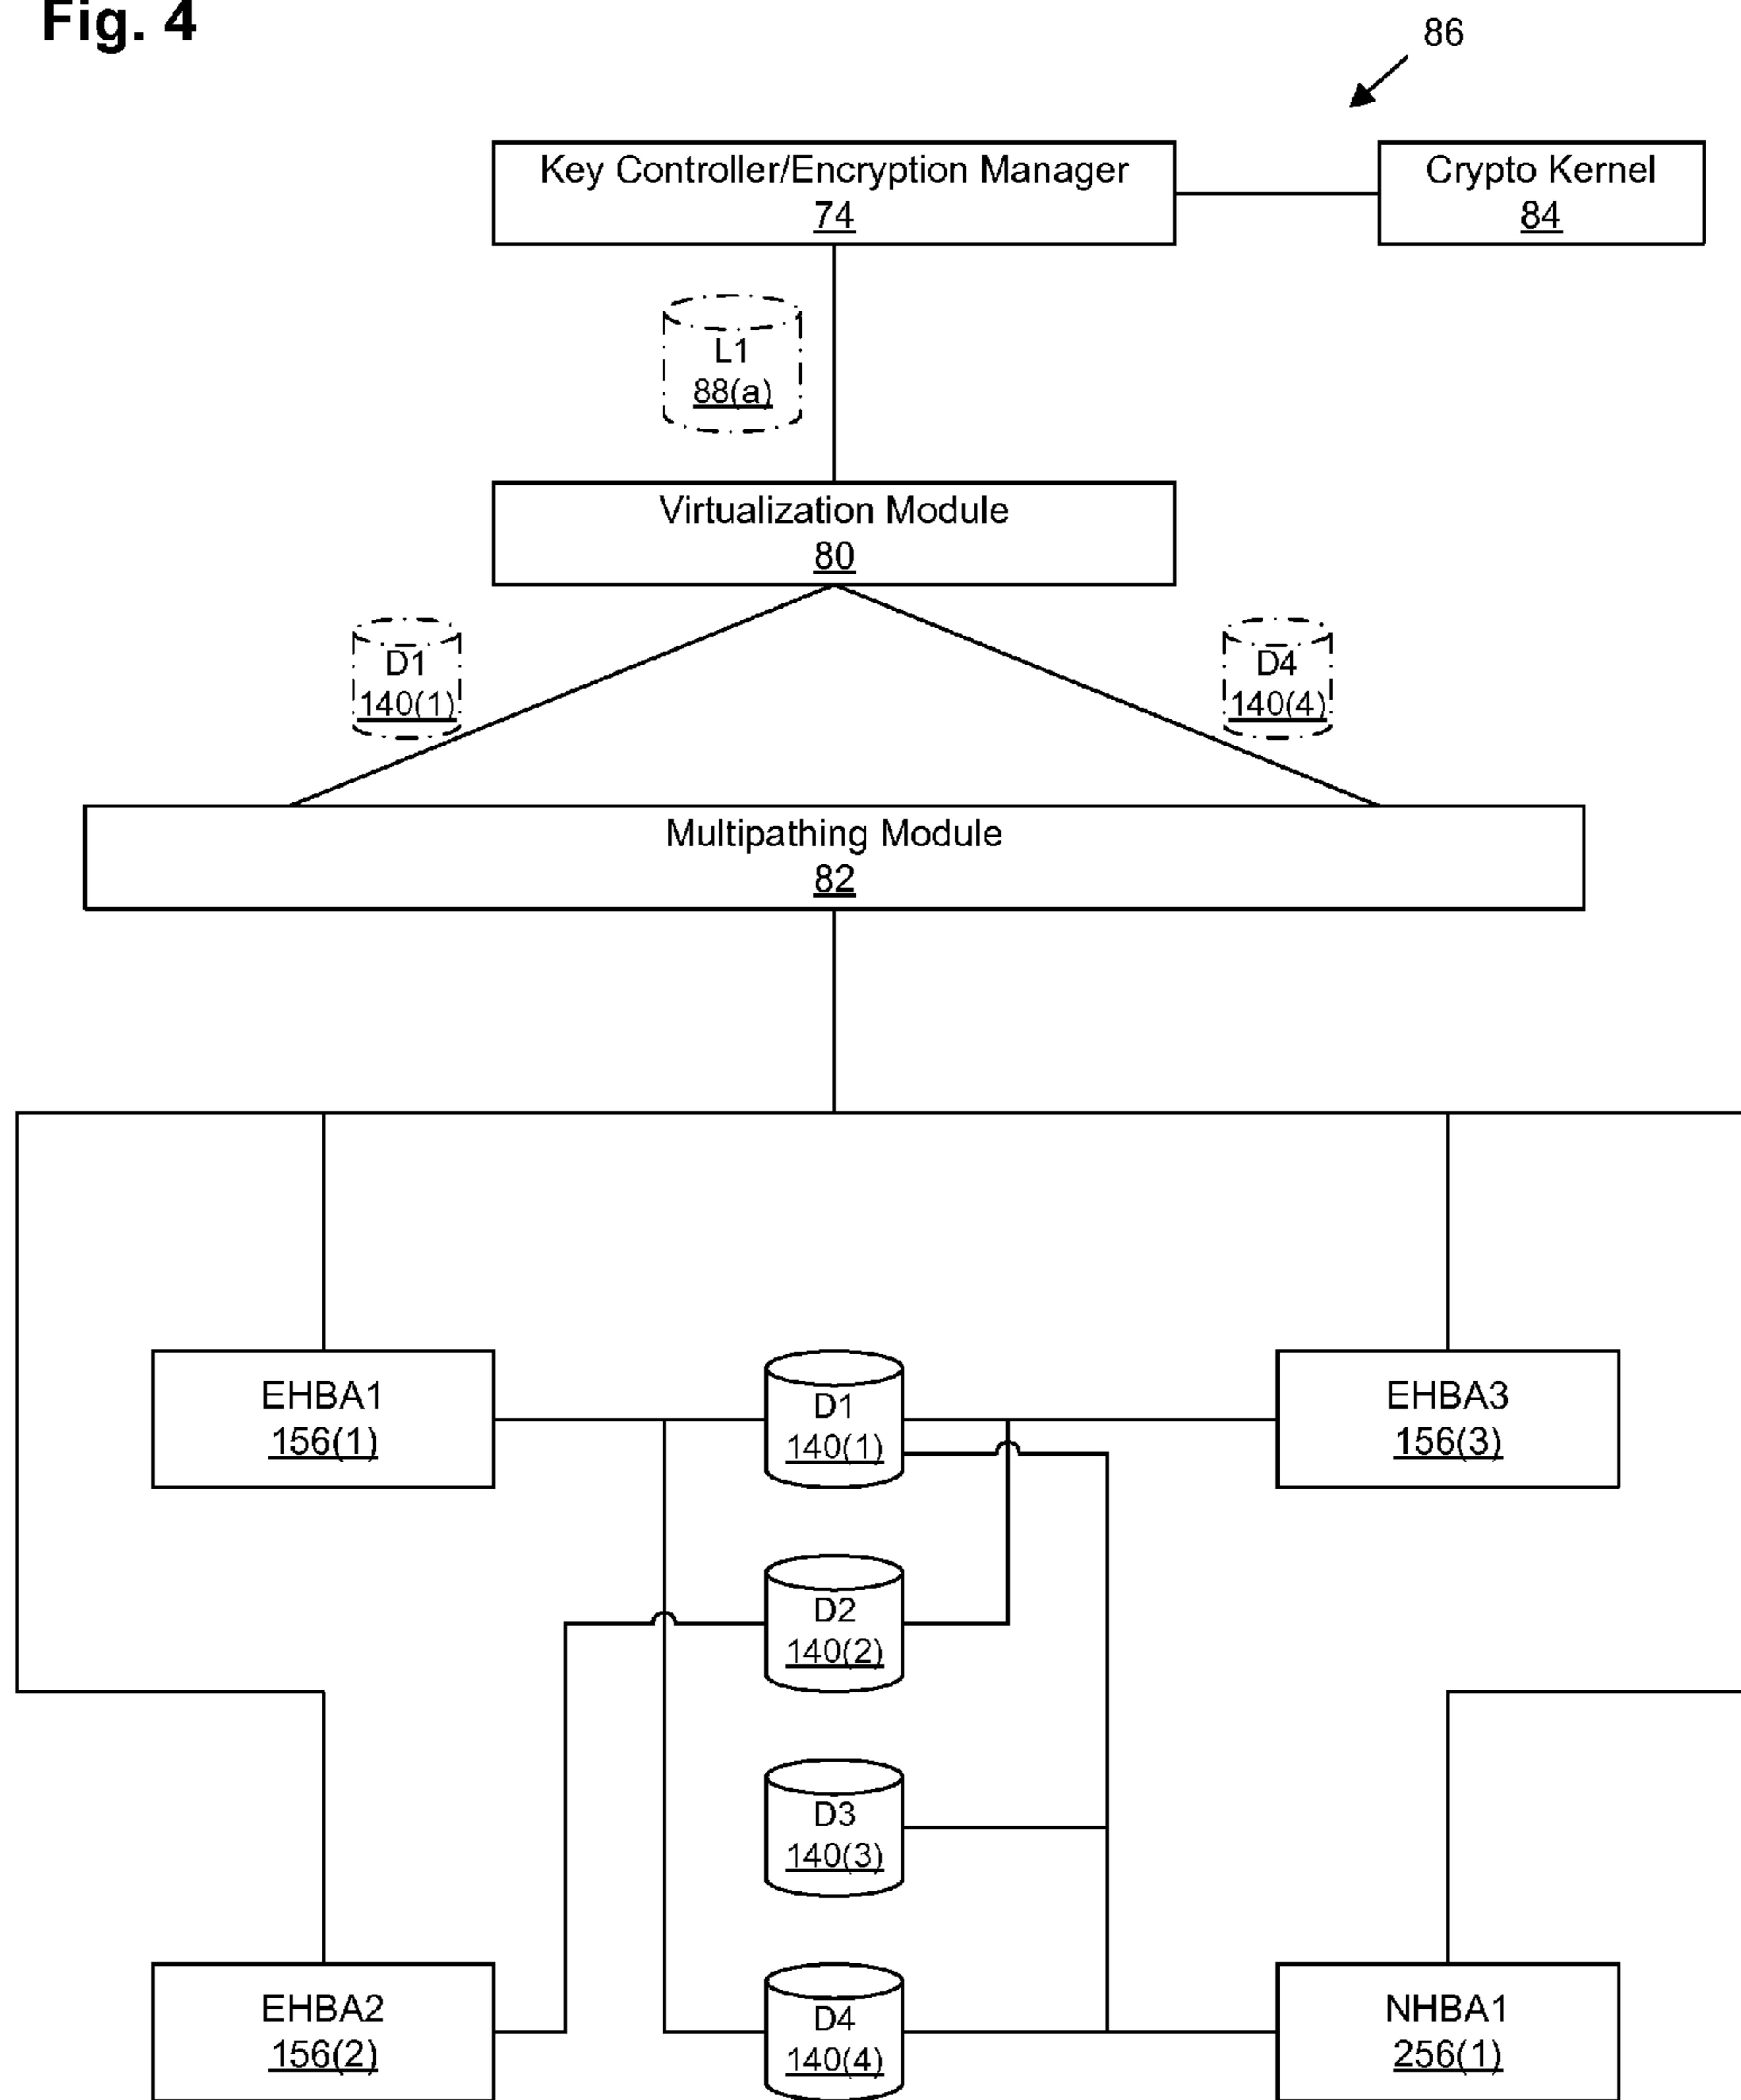 Fig. 4
86
Key Controller/Encryption Manager
74
Crypto Kernel
84
L1
88(a)
Virtualization Module
80
D1
140(1)
D4
140(4)
Multipathing Module
82
EHBA1
156(1)
D1
140(1)
EHBA3
156(3)
D2
140(2)
D3
140(3)
EHBA2
156(2)
D4
140(4)
NHBA1
256(1)